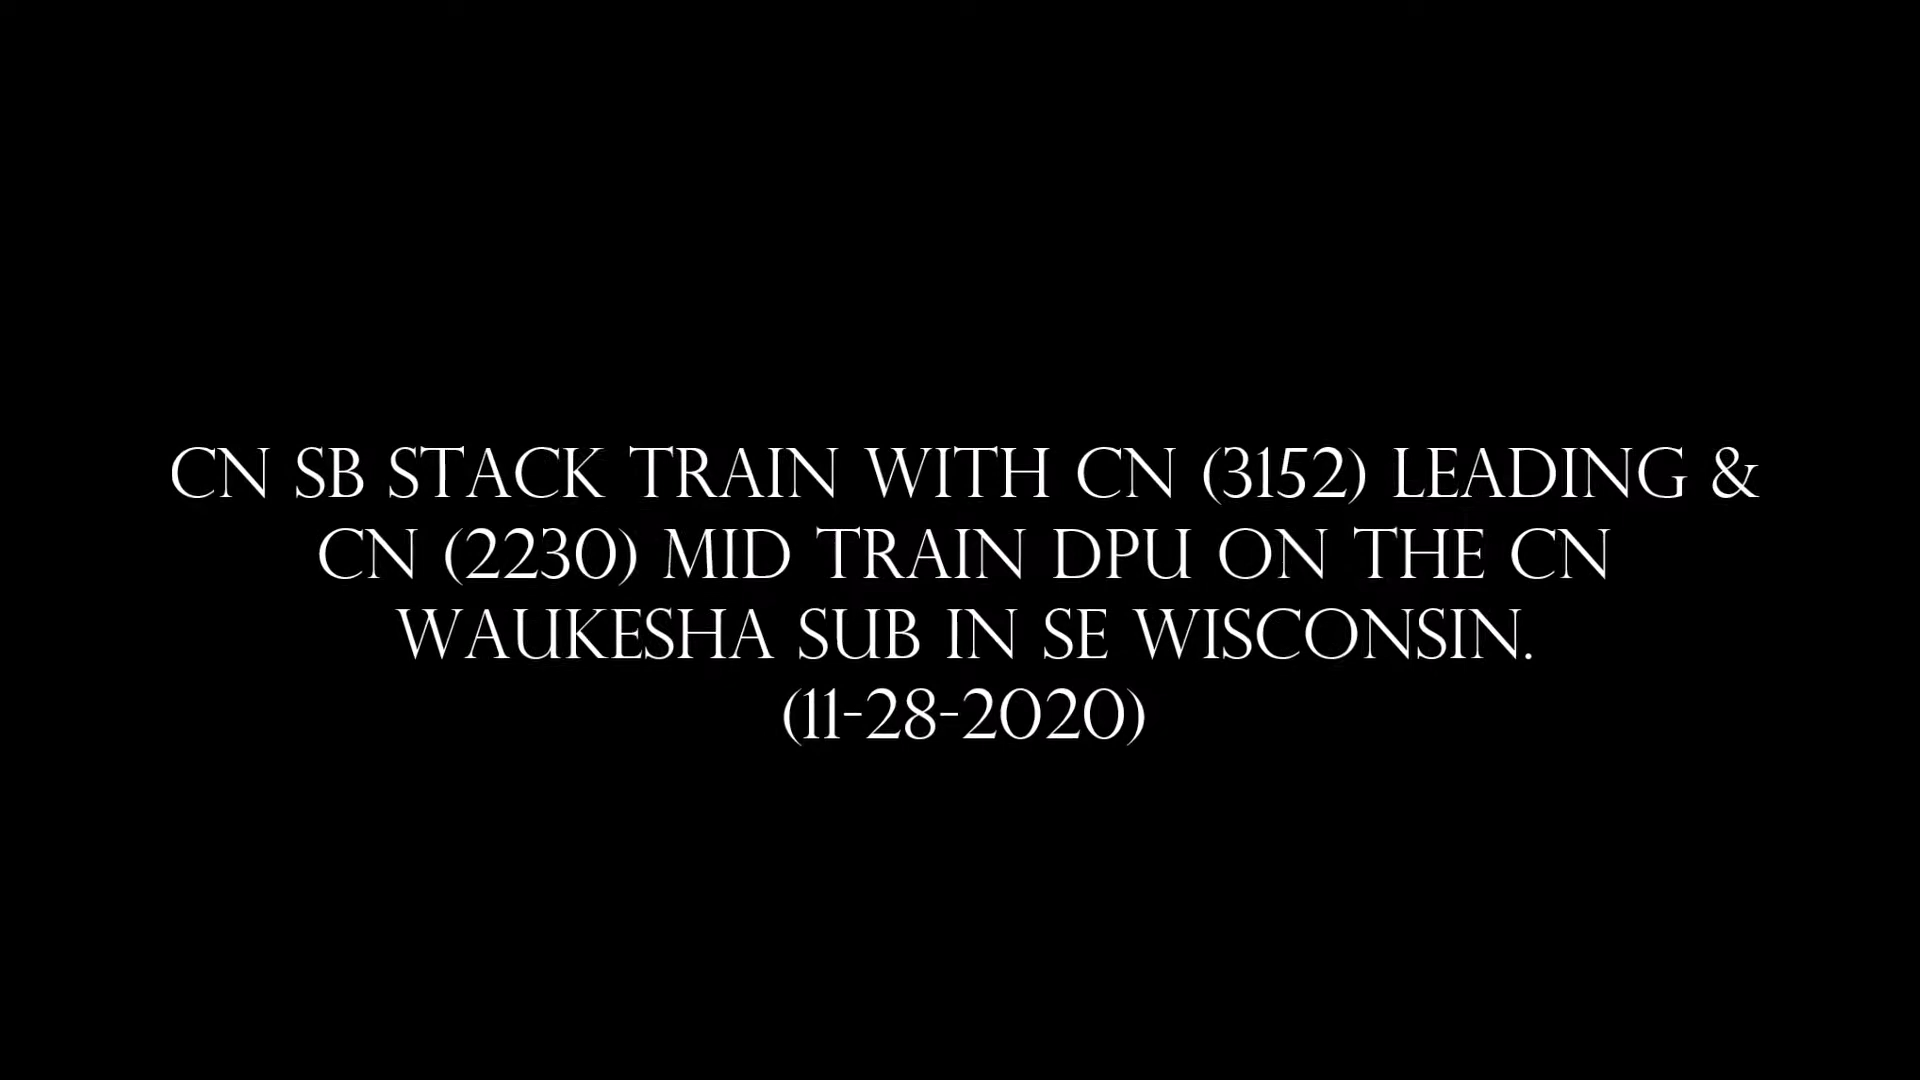 CN SB STACK TRAIN WITH CN (3152) LEADING &
CN (2230) MID TRAIN DPU ON THE CN
WAUKESHA SUB IN SE WISCONSIN.
(11-28-2020)